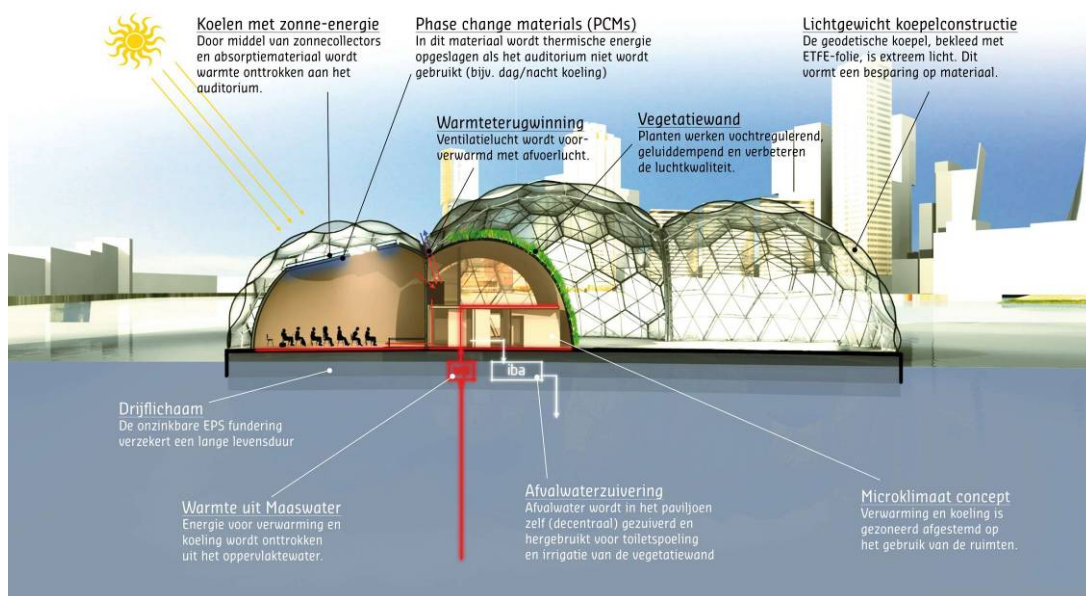 Koelen met zonne-energie
Door middel van zonnecollectors
en absorptiemateriaal wordt
warmte onttrokken aan het
auditorium.
Phase change materials (PCMs)
In dit materiaal wordt thermische energie
opgeslagen als het auditorium niet wordt
gebruikt (bijv. dag/nacht koeling)
Lichtgewicht koepelconstructie
De geodetische koepel, bekleed met
ETFE-folie, is extreem licht. Dit
vormt een besparing op materiaal.
Warmteterugwinning
Ventilatielucht wordt voor-
verwarmd met afvoerlucht.
Vegetatiewand
Planten werken vochtregulerend,
geluiddempend en verbeteren
de luchtkwaliteit.
iba
Drijflichaam
De onzinkbare EPS fundering
verzekert een lange levensduur
Warmte uit Maaswater
Energie voor verwarming en
koeling wordt onttrokken
uit het oppervlaktewater.
Afvalwaterzuivering
Afvalwater wordt in het paviljoen
zelf (decentraal) gezuiverd en
hergebruikt voor toiletspoeling
en irrigatie van de vegetatiewand
Microklimaat concept
Verwarming en koeling is
gezoneerd afgestemd op
het gebruik van de ruimten.